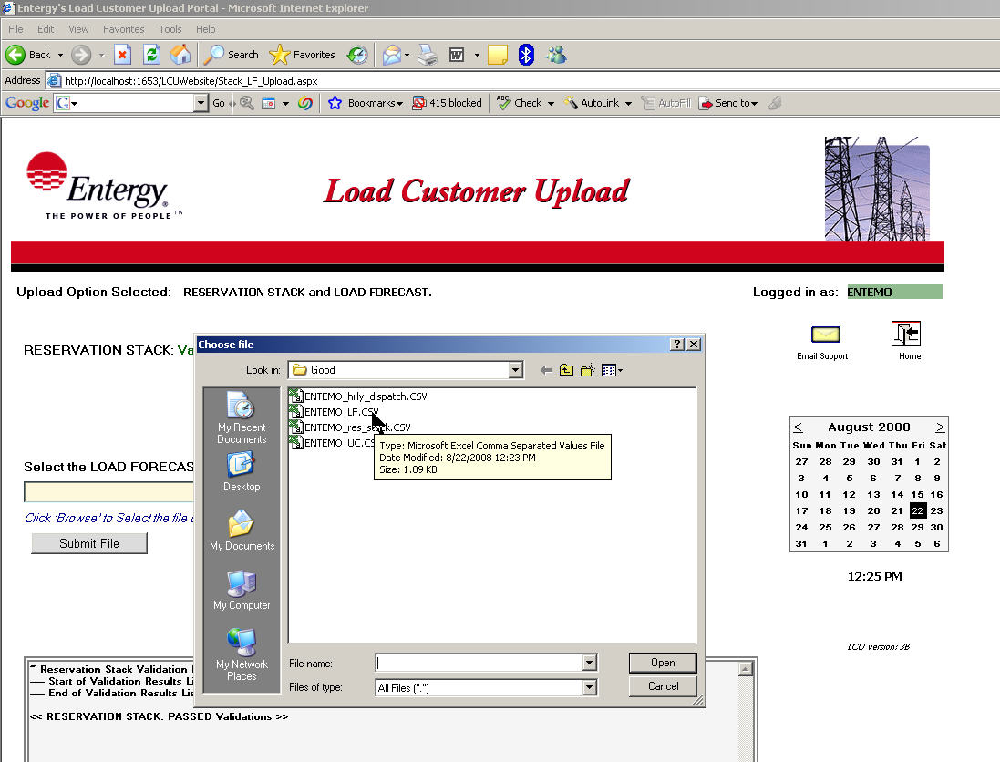 Entergy's Load Customer Upload Portal - Microsoft Internet Explorer
File Edit View Favorites Tools Help
Back Search Favorites
Address http://localhost:1653/LCUWebsite/Stack_LF_Upload.aspx
Google G Go Bookmarks 415 blocked ABC Check AutoLink AutoFill Send to
Entergy®
THE POWER OF PEOPLE™
Load Customer Upload
Upload Option Selected: RESERVATION STACK and LOAD FORECAST.
Logged in as: ENTEMO
Email Support
Home
RESERVATION STACK: Va
Choose file
Look in: Good
My Recent
Documents
Desktop
My Documents
My Computer
My Network
Places
ENTEMO_hrly_dispatch.CSV
ENTEMO_LF.CSV
ENTEMO_res_stack.CSV
ENTEMO_UC.CS
Type: Microsoft Excel Comma Separated Values File
Date Modified: 8/22/2008 12:23 PM
Size: 1.09 KB
File name:
Open
Files of type: All Files (*.*)
Cancel
Select the LOAD FORECAS
Click 'Browse' to Select the file
Submit File
< August 2008 >
Sun Mon Tue Wed Thu Fri Sat
27 28 29 30 31 1 2
3 4 5 6 7 8 9
10 11 12 13 14 15 16
17 18 19 20 21 22 23
24 25 26 27 28 29 30
31 1 2 3 4 5 6
12:25 PM
LCU version: 3B
Reservation Stack Validation
--- Start of Validation Results Li
--- End of Validation Results Lis
<< RESERVATION STACK: PASSED Validations >>